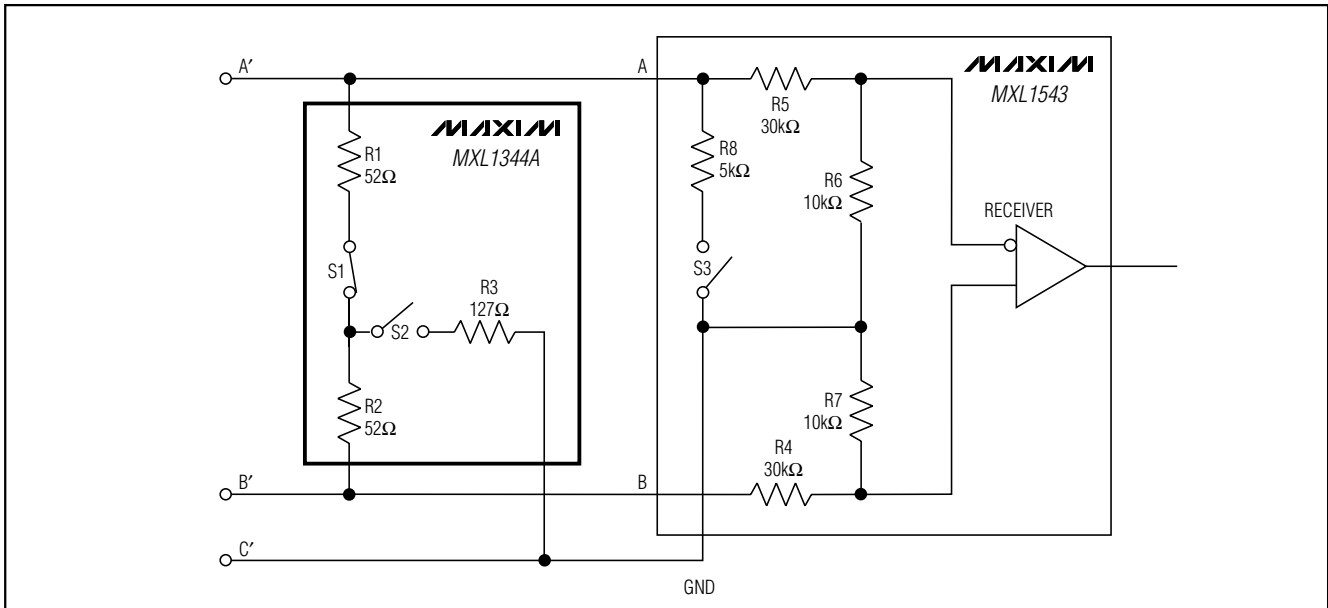 A′
A
MAXIM
MXL1543
R5
30kΩ
MAXIM
MXL1344A
R1
52Ω
R8
5kΩ
R6
10kΩ
RECEIVER
S1
S3
R3
127Ω
S2
R2
52Ω
R7
10kΩ
R4
30kΩ
B′
B
C′
GND